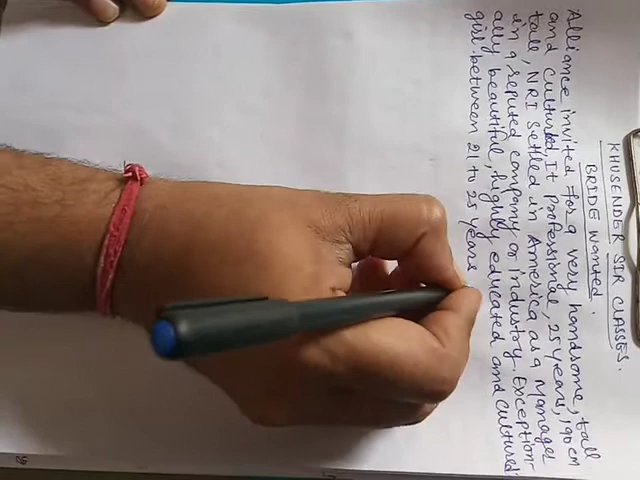 KHUSENDER SIR CLASSES.
BRIDE Wanted.
Alliance invited for a very handsome, tall
and cultured, It professional, 25 years, 190 cm
tall, NRI settled in America as a Manager
in a reputed company or industry. Exception-
ally beautiful, highly educated and cultured
girl between 21 to 25 years